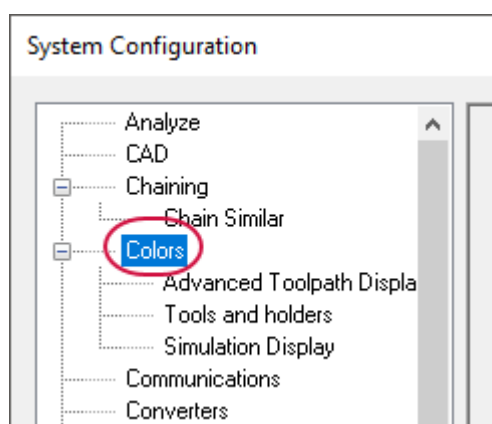 System Configuration
Analyze
CAD
Chaining
Chain Similar
Colors
Advanced Toolpath Displa
Tools and holders
Simulation Display
Communications
Converters